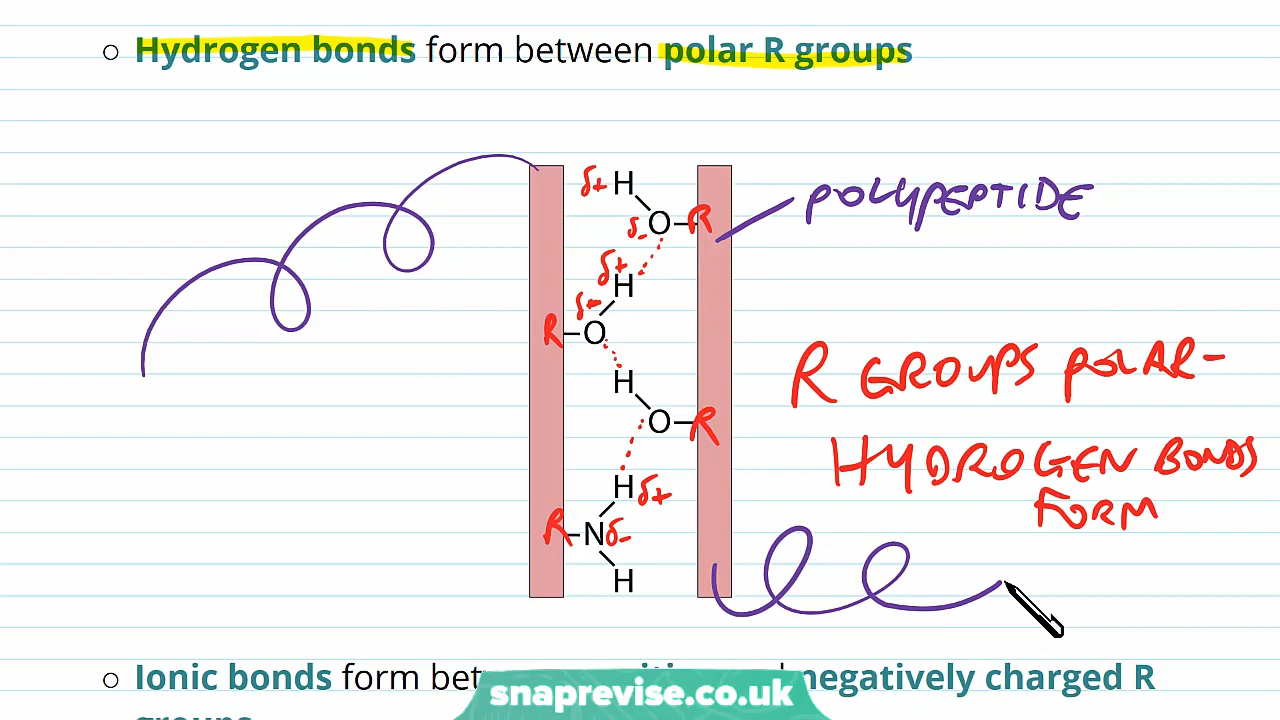 Hydrogen bonds form between polar R groups
δ+ H
δ- O R
POLYPEPTIDE
δ+
H
δ-
R O
H
O R
R GROUPS POLAR-
HYDROGEN BONDS
FORM
H δ+
R N δ-
H
Ionic bonds form bet
negatively charged R
snaprevise.co.uk